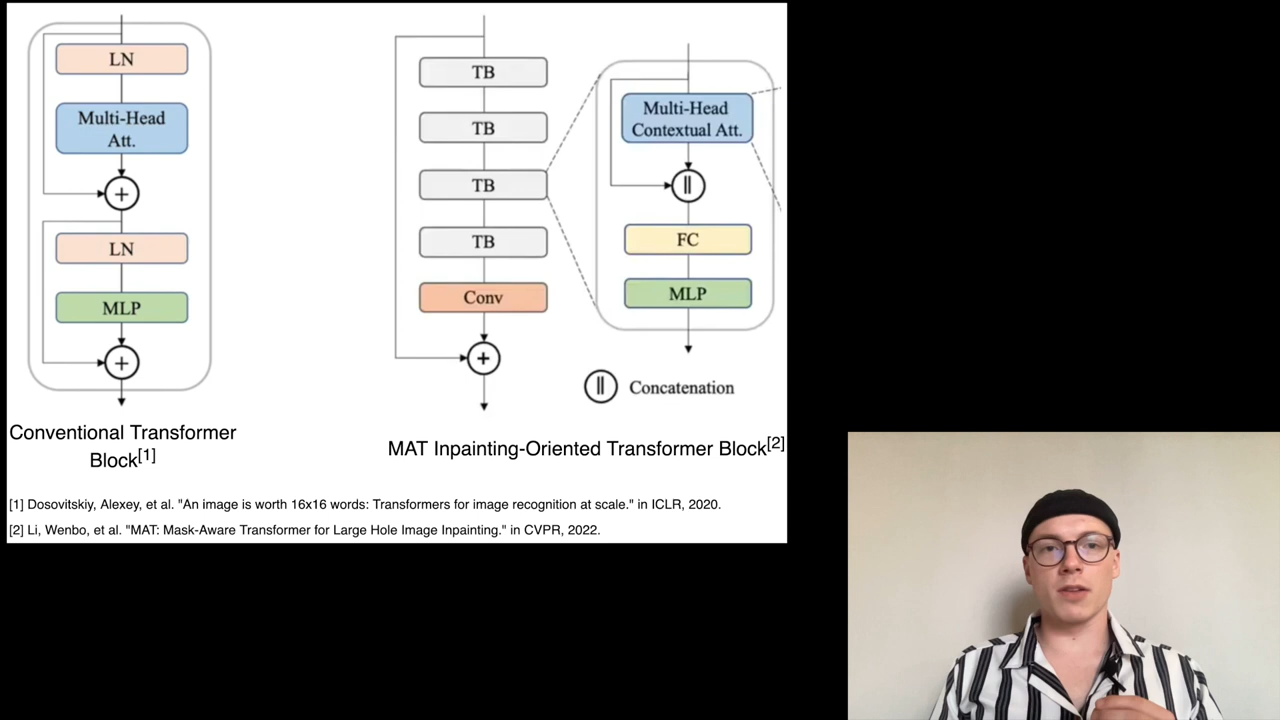 LN
Multi-Head
Att.
+
LN
MLP
+
Conventional Transformer
Block[1]
TB
TB
TB
TB
Conv
+
Multi-Head
Contextual Att.
||
FC
MLP
|| Concatenation
MAT Inpainting-Oriented Transformer Block[2]
[1] Dosovitskiy, Alexey, et al. "An image is worth 16x16 words: Transformers for image recognition at scale." in ICLR, 2020.
[2] Li, Wenbo, et al. "MAT: Mask-Aware Transformer for Large Hole Image Inpainting." in CVPR, 2022.